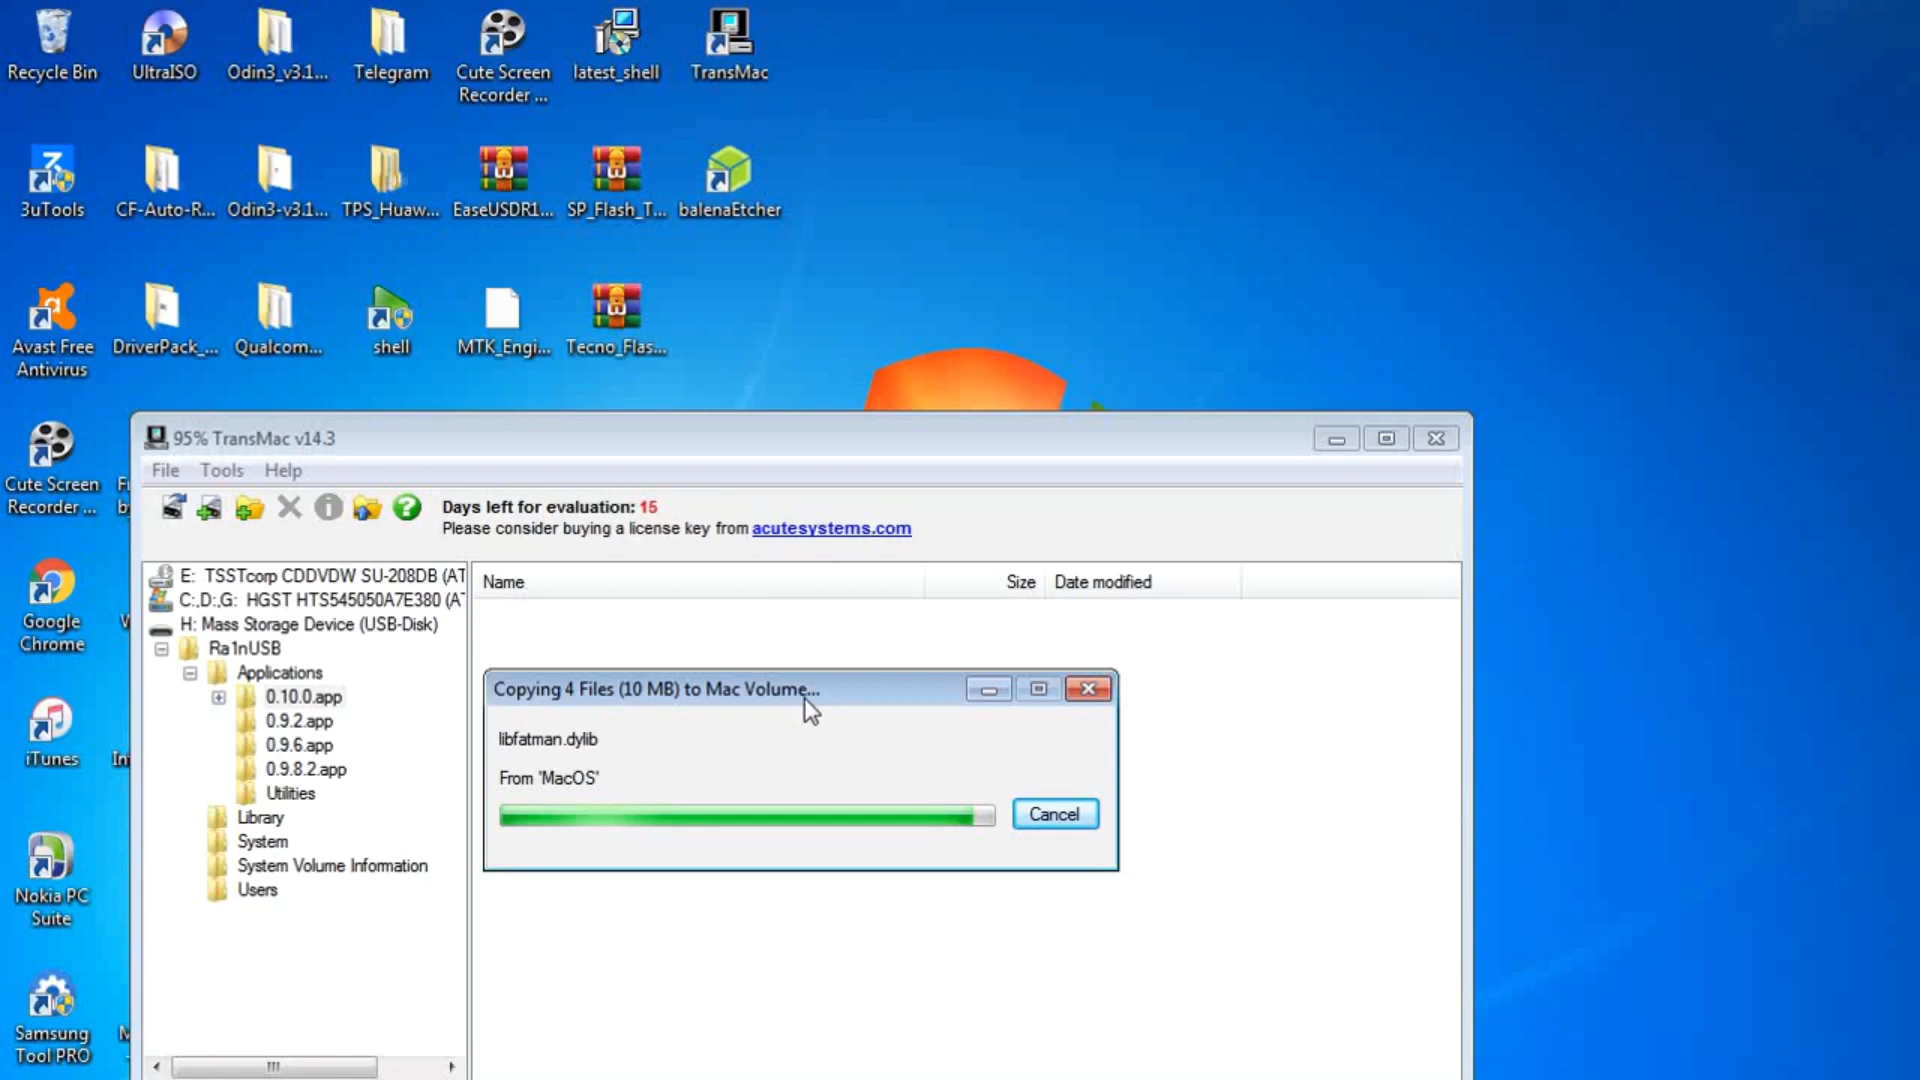 Recycle Bin
UltraISO
Odin3_v3.1...
Telegram
Cute Screen
Recorder ...
latest_shell
TransMac
3uTools
CF-Auto-R...
Odin3-v3.1...
TPS_Huaw...
EaseUSDR1...
SP_Flash_T...
balenaEtcher
Avast Free
Antivirus
DriverPack_...
Qualcom...
shell
MTK_Engi...
Tecno_Flas...
Cute Screen
Recorder ...
Google
Chrome
iTunes
Nokia PC
Suite
Samsung
Tool PRO
95% TransMac v14.3
File Tools Help
Days left for evaluation: 15
Please consider buying a license key from acutesystems.com
E: TSSTcorp CDDVDW SU-208DB (AT
C:,D:,G: HGST HTS545050A7E380 (A
H: Mass Storage Device (USB-Disk)
Ra1nUSB
Applications
0.10.0.app
0.9.2.app
0.9.6.app
0.9.8.2.app
Utilities
Library
System
System Volume Information
Users
Name Size Date modified
Copying 4 Files (10 MB) to Mac Volume...
libfatman.dylib
From 'MacOS'
Cancel